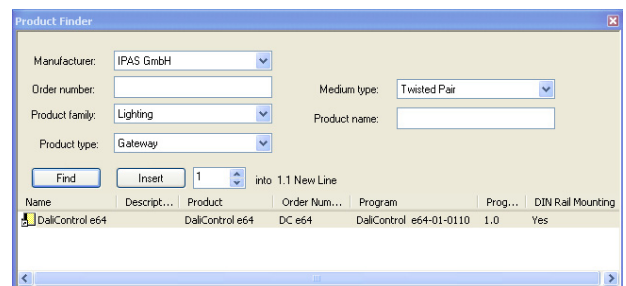 Product Finder
Manufacturer: IPAS GmbH
Order number: Medium type: Twisted Pair
Product family: Lighting Product name:
Product type: Gateway
Find Insert 1 into 1.1 New Line
Name Descript... Product Order Num... Program Prog... DIN Rail Mounting
DaliControl e64 DaliControl e64 DC e64 DaliControl e64-01-0110 1.0 Yes